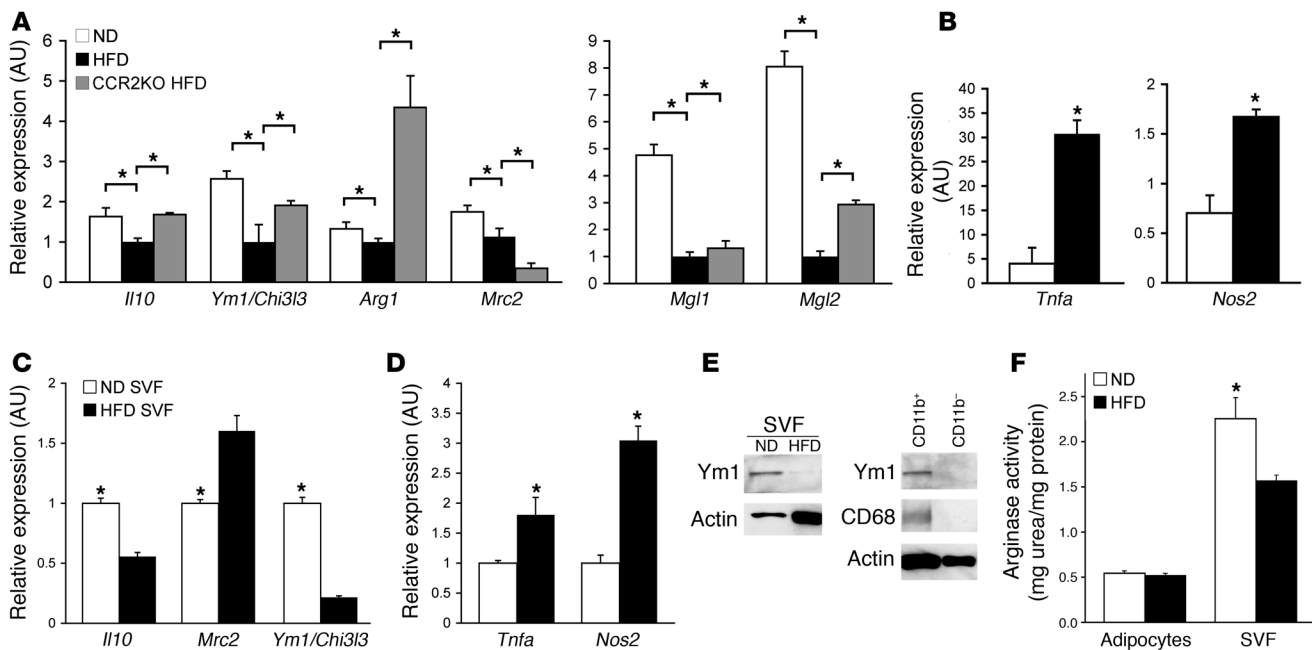 A
ND
HFD
CCR2KO HFD
Relative expression (AU)
6
5
4
3
2
1
0
* * * * * * * *
Il10 Ym1/Chi3l3 Arg1 Mrc2
9
8
7
6
5
4
3
2
1
0
* * * *
Mgl1 Mgl2
B
Relative expression
(AU)
40
35
30
25
20
15
10
5
0
*
Tnfa
2
1.5
1
0.5
0
*
Nos2
C
ND SVF
HFD SVF
Relative expression (AU)
2
1.5
1
0.5
0
* * *
Il10 Mrc2 Ym1/Chi3l3
D
Relative expression (AU)
4
3.5
3
2.5
2
1.5
1
0.5
0
* *
Tnfa Nos2
E
SVF
ND HFD
Ym1
Actin
CD11b+ CD11b–
Ym1
CD68
Actin
F
ND
HFD
Arginase activity
(mg urea/mg protein)
2.5
2.0
1.5
1.0
0.5
0.0
*
Adipocytes SVF